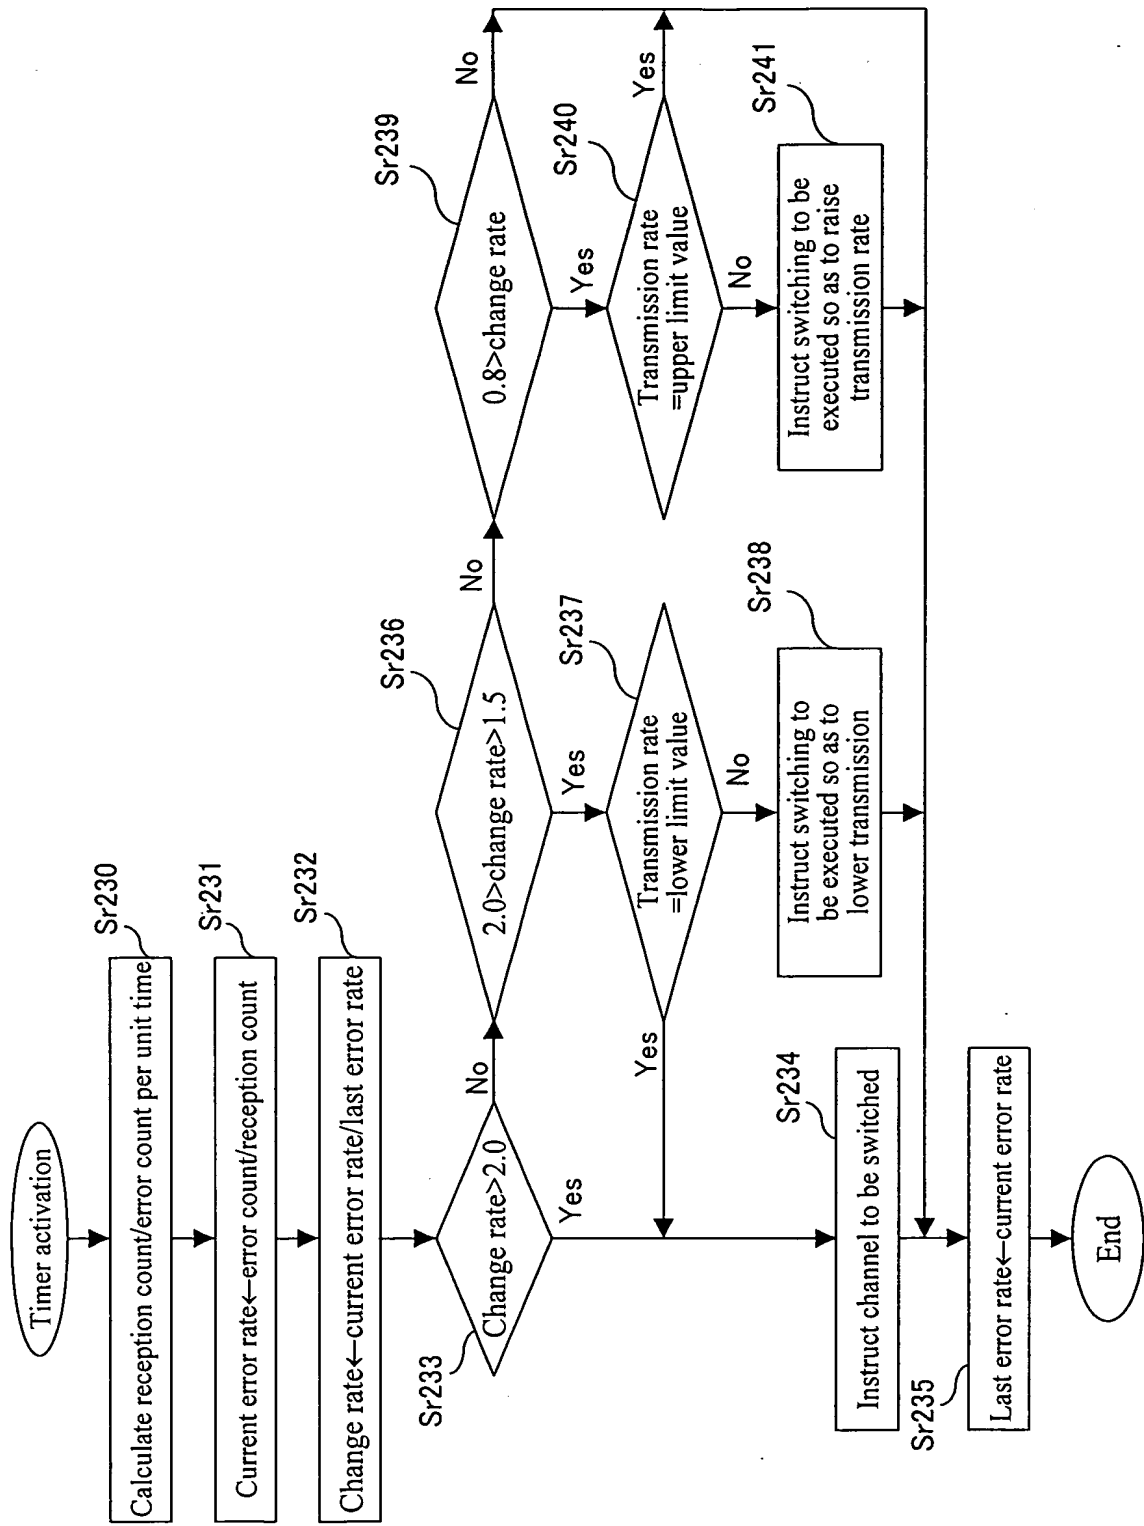 Timer activation
Sr230
Calculate reception count/error count per unit time
Sr231
Current error rate←error count/reception count
Sr232
Change rate←current error rate/last error rate
Sr233
Change rate>2.0
No
Yes
Sr236
2.0>change rate>1.5
No
Yes
Sr239
0.8>change rate
No
Yes
Sr237
Transmission rate
=lower limit value
Yes
No
Sr240
Transmission rate
=upper limit value
Yes
No
Sr234
Instruct channel to be switched
Sr238
Instruct switching to
be executed so as to
lower transmission
Sr241
Instruct switching to be
executed so as to raise
transmission rate
Sr235
Last error rate←current error rate
End